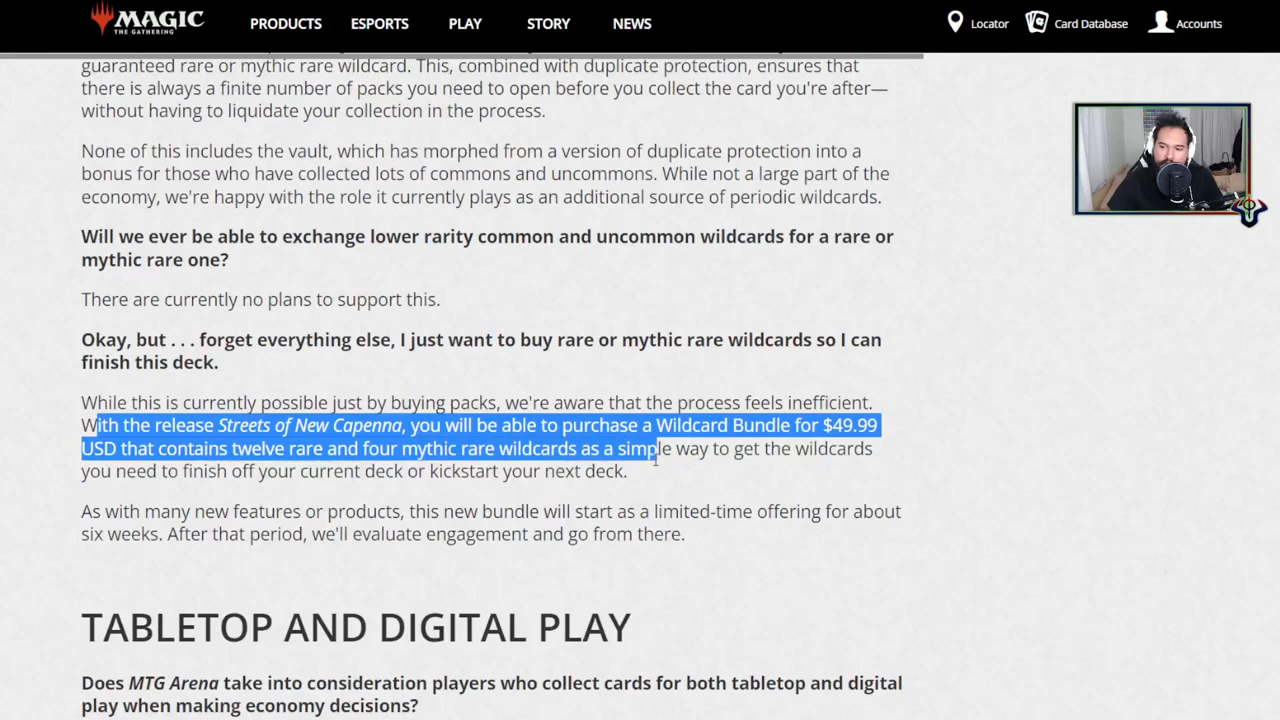 MAGIC
THE GATHERING
PRODUCTS
ESPORTS
PLAY
STORY
NEWS
Locator
Card Database
Accounts
guaranteed rare or mythic rare wildcard. This, combined with duplicate protection, ensures that
there is always a finite number of packs you need to open before you collect the card you're after—
without having to liquidate your collection in the process.
None of this includes the vault, which has morphed from a version of duplicate protection into a
bonus for those who have collected lots of commons and uncommons. While not a large part of the
economy, we're happy with the role it currently plays as an additional source of periodic wildcards.
Will we ever be able to exchange lower rarity common and uncommon wildcards for a rare or
mythic rare one?
There are currently no plans to support this.
Okay, but . . . forget everything else, I just want to buy rare or mythic rare wildcards so I can
finish this deck.
While this is currently possible just by buying packs, we're aware that the process feels inefficient.
With the release Streets of New Capenna, you will be able to purchase a Wildcard Bundle for $49.99
USD that contains twelve rare and four mythic rare wildcards as a simple way to get the wildcards
you need to finish off your current deck or kickstart your next deck.
As with many new features or products, this new bundle will start as a limited-time offering for about
six weeks. After that period, we'll evaluate engagement and go from there.
TABLETOP AND DIGITAL PLAY
Does MTG Arena take into consideration players who collect cards for both tabletop and digital
play when making economy decisions?